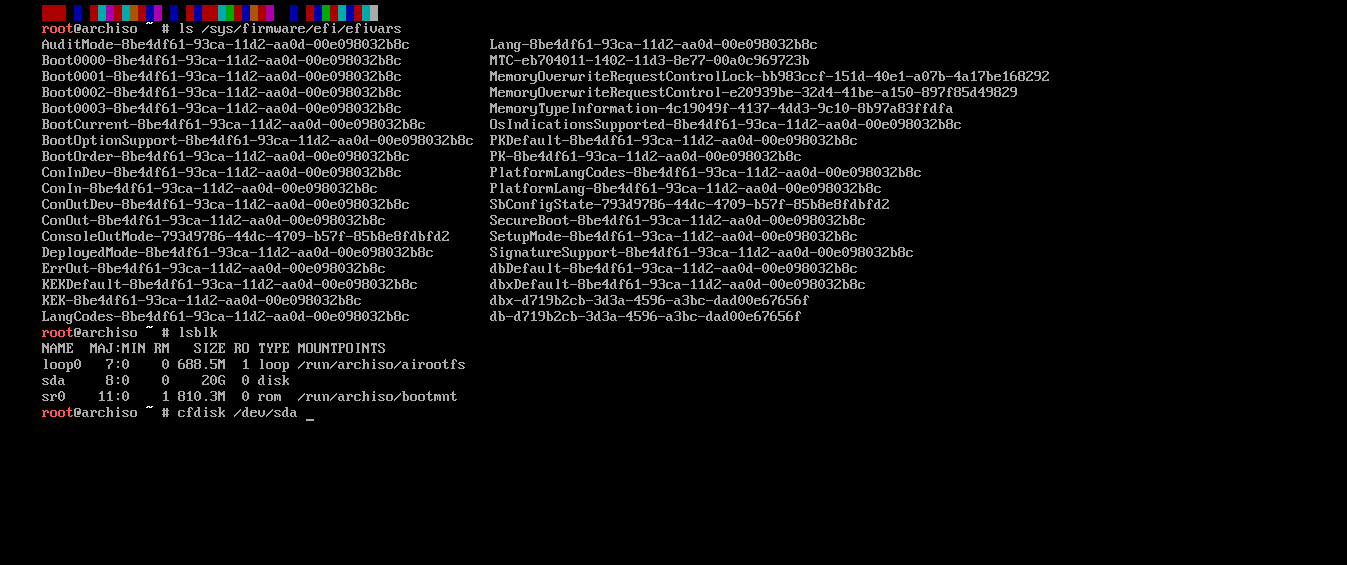 root@archiso ~ # ls /sys/firmware/efi/efivars
AuditMode-8be4df61-93ca-11d2-aa0d-00e098032b8c Lang-8be4df61-93ca-11d2-aa0d-00e098032b8c
Boot0000-8be4df61-93ca-11d2-aa0d-00e098032b8c MTC-eb704011-1402-11d3-8e77-00a0c969723b
Boot0001-8be4df61-93ca-11d2-aa0d-00e098032b8c MemoryOverwriteRequestControlLock-bb983ccf-151d-40e1-a07b-4a17be168292
Boot0002-8be4df61-93ca-11d2-aa0d-00e098032b8c MemoryOverwriteRequestControl-e20939be-32d4-41be-a150-897f85d49829
Boot0003-8be4df61-93ca-11d2-aa0d-00e098032b8c MemoryTypeInformation-4c19049f-4137-4dd3-9c10-8b97a83ffdfa
BootCurrent-8be4df61-93ca-11d2-aa0d-00e098032b8c OsIndicationsSupported-8be4df61-93ca-11d2-aa0d-00e098032b8c
BootOptionSupport-8be4df61-93ca-11d2-aa0d-00e098032b8c PKDefault-8be4df61-93ca-11d2-aa0d-00e098032b8c
BootOrder-8be4df61-93ca-11d2-aa0d-00e098032b8c PK-8be4df61-93ca-11d2-aa0d-00e098032b8c
ConInDev-8be4df61-93ca-11d2-aa0d-00e098032b8c PlatformLangCodes-8be4df61-93ca-11d2-aa0d-00e098032b8c
ConIn-8be4df61-93ca-11d2-aa0d-00e098032b8c PlatformLang-8be4df61-93ca-11d2-aa0d-00e098032b8c
ConOutDev-8be4df61-93ca-11d2-aa0d-00e098032b8c SbConfigState-793d9786-44dc-4709-b57f-85b8e8fdbfd2
ConOut-8be4df61-93ca-11d2-aa0d-00e098032b8c SecureBoot-8be4df61-93ca-11d2-aa0d-00e098032b8c
ConsoleOutMode-793d9786-44dc-4709-b57f-85b8e8fdbfd2 SetupMode-8be4df61-93ca-11d2-aa0d-00e098032b8c
DeployedMode-8be4df61-93ca-11d2-aa0d-00e098032b8c SignatureSupport-8be4df61-93ca-11d2-aa0d-00e098032b8c
ErrOut-8be4df61-93ca-11d2-aa0d-00e098032b8c dbDefault-8be4df61-93ca-11d2-aa0d-00e098032b8c
KEKDefault-8be4df61-93ca-11d2-aa0d-00e098032b8c dbxDefault-8be4df61-93ca-11d2-aa0d-00e098032b8c
KEK-8be4df61-93ca-11d2-aa0d-00e098032b8c dbx-d719b2cb-3d3a-4596-a3bc-dad00e67656f
LangCodes-8be4df61-93ca-11d2-aa0d-00e098032b8c db-d719b2cb-3d3a-4596-a3bc-dad00e67656f
root@archiso ~ # lsblk
NAME MAJ:MIN RM SIZE RO TYPE MOUNTPOINTS
loop0 7:0 0 688.5M 1 loop /run/archiso/airootfs
sda 8:0 0 20G 0 disk
sr0 11:0 1 810.3M 0 rom /run/archiso/bootmnt
root@archiso ~ # cfdisk /dev/sda _